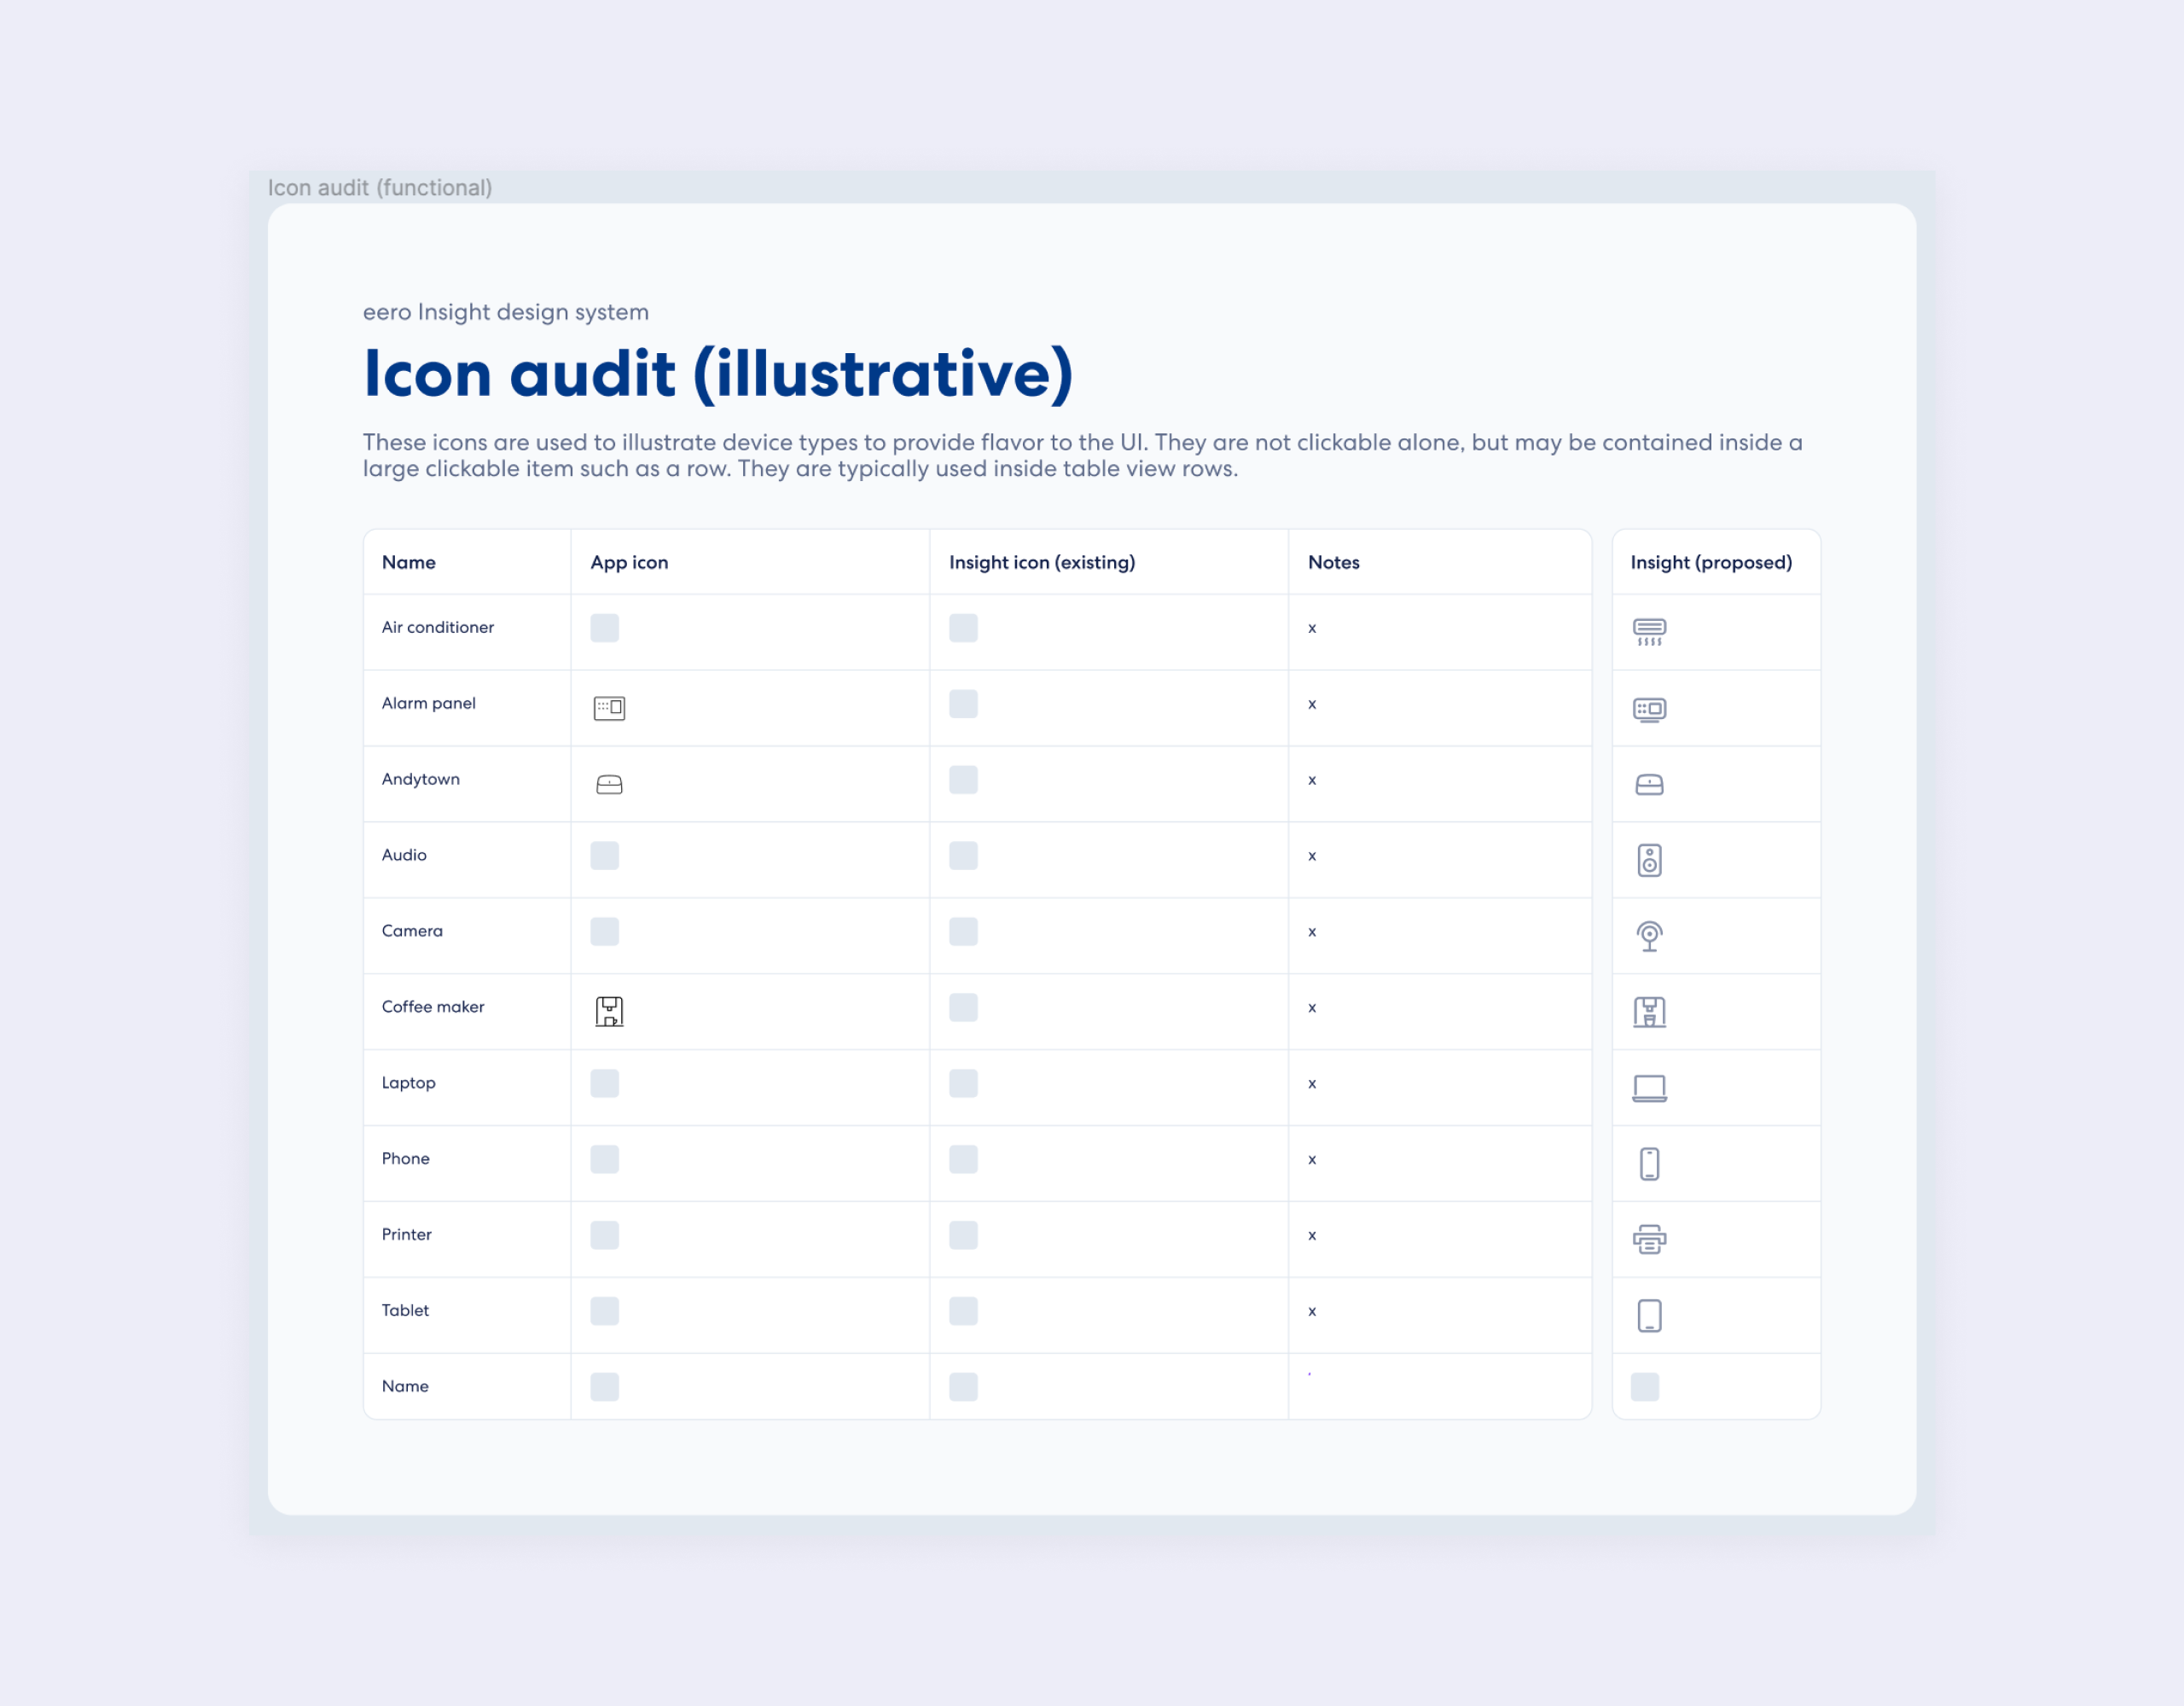 Icon audit (functional)
eero Insight design system
Icon audit (illustrative)
These icons are used to illustrate device types to provide flavor to the UI. They are not clickable alone, but may be contained inside a
large clickable item such as a row. They are typically used inside table view rows.
Name App icon Insight icon (existing) Notes Insight (proposed)
Air conditioner x
Alarm panel x
Andytown x
Audio x
Camera x
Coffee maker x
Laptop x
Phone x
Printer x
Tablet x
Name